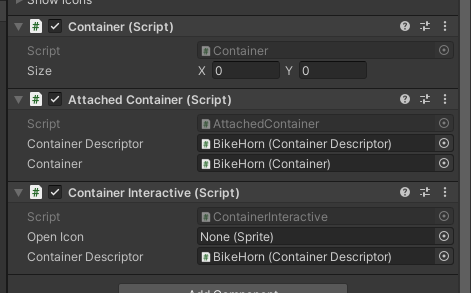 Show Icons
Container (Script)
Script Container
Size X 0 Y 0
Attached Container (Script)
Script AttachedContainer
Container Descriptor BikeHorn (Container Descriptor)
Container BikeHorn (Container)
Container Interactive (Script)
Script ContainerInteractive
Open Icon None (Sprite)
Container Descriptor BikeHorn (Container Descriptor)
Add Component